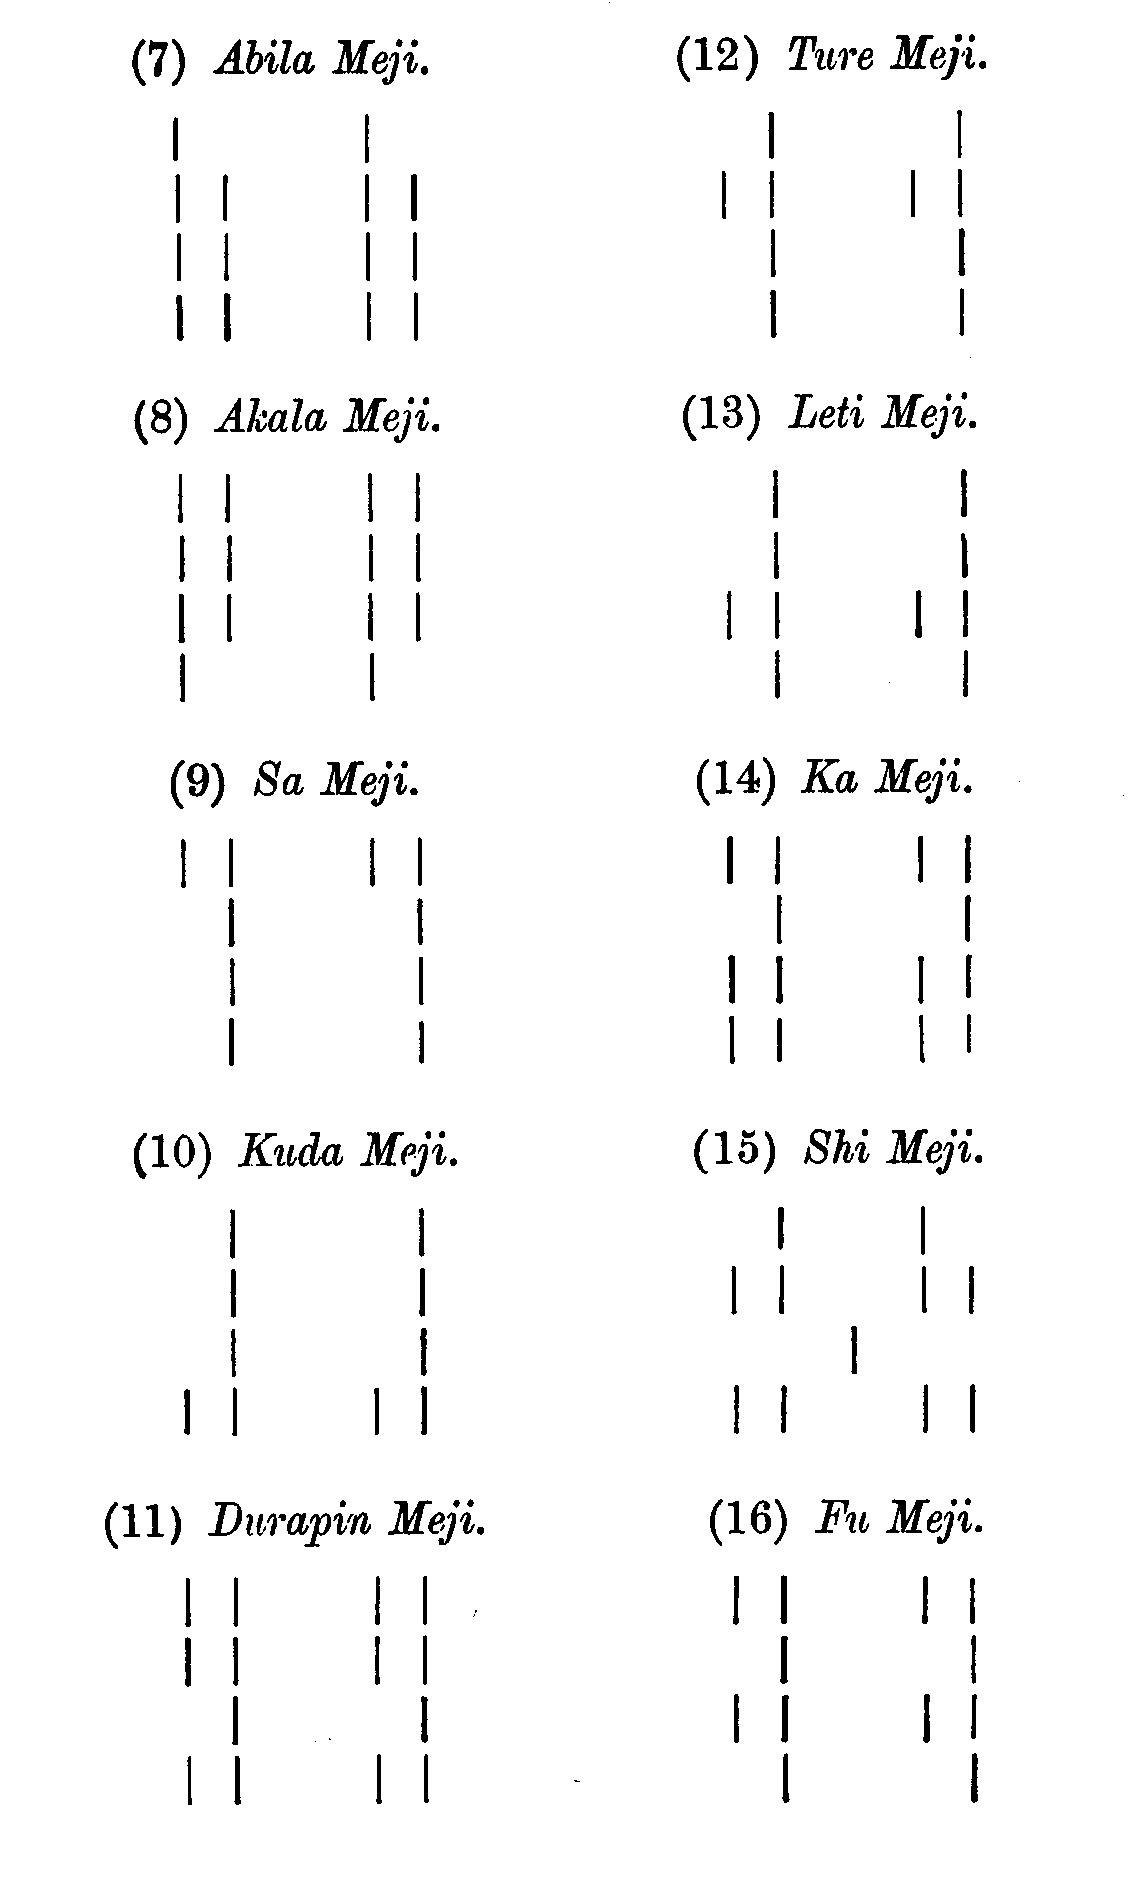 (7) Abila Meji.
| |
| | | |
| | | |
| | | |
(8) Akala Meji.
| | | |
| | | |
| | | |
| |
(9) Sa Meji.
| | | |
| |
| |
| |
(10) Kuda Meji.
| |
| |
| |
| | | |
(11) Durapin Meji.
| | | |
| | | |
| |
| | | |
(12) Ture Meji.
| |
| | | |
| |
| |
(13) Leti Meji.
| |
| |
| | | |
| |
(14) Ka Meji.
| | | |
| |
| | | |
| | | |
(15) Shi Meji.
| |
| | | |
|
| | | |
(16) Fu Meji.
| | | |
| |
| | | |
| |